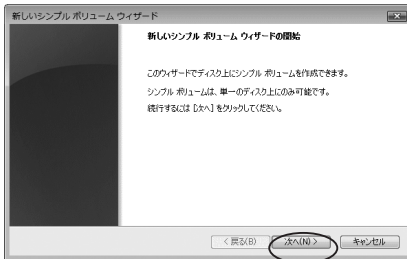 新しいシンプル ボリューム ウィザード
新しいシンプル ボリューム ウィザードの開始
このウィザードでディスク上にシンプル ボリュームを作成できます。
シンプル ボリュームは、単一のディスク上にのみ可能です。
続行するには [次へ] をクリックしてください。
< 戻る(B)
次へ(N) >
キャンセル